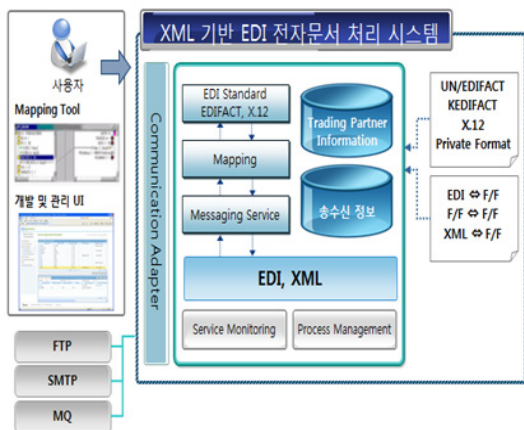 XML 기반 EDI 전자문서 처리 시스템
사용자
Mapping Tool
개발 및 관리 UI
FTP
SMTP
MQ
Communication Adapter
EDI Standard
EDIFACT, X.12
Mapping
Messaging Service
Trading Partner
Information
송수신 정보
EDI, XML
Service Monitoring
Process Management
UN/EDIFACT
KEDIFACT
X.12
Private Format
EDI ⇔ F/F
F/F ⇔ F/F
XML ⇔ F/F